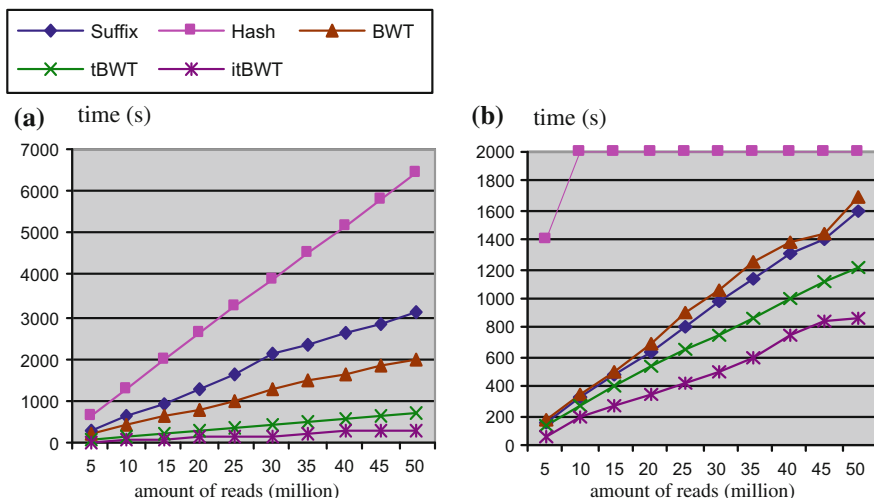 Suffix Hash BWT
tBWT itBWT
(a) time (s)
7000
6000
5000
4000
3000
2000
1000
0
5 10 15 20 25 30 35 40 45 50
amount of reads (million)
(b) time (s)
2000
1800
1600
1400
1200
1000
800
600
400
200
0
5 10 15 20 25 30 35 40 45 50
amount of reads (million)